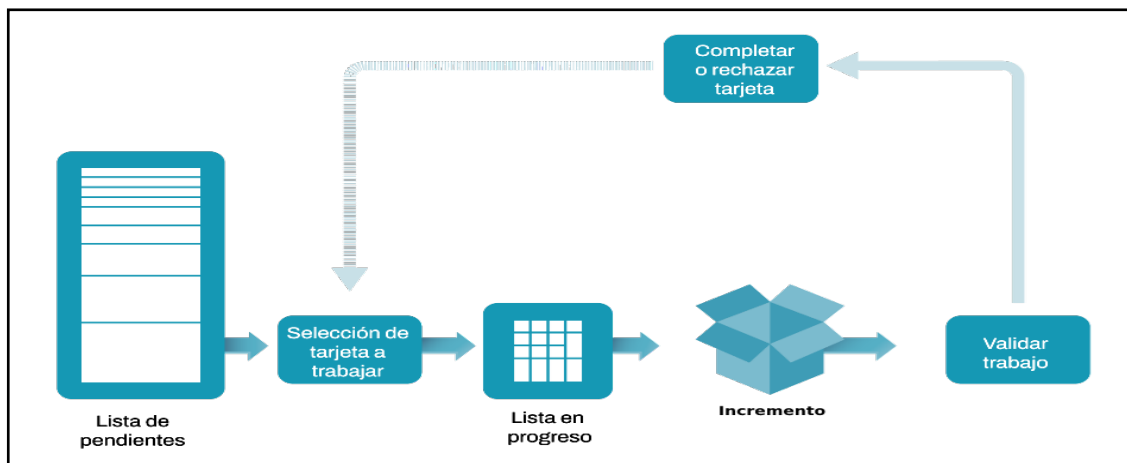 Completar
o rechazar
tarjeta
Selección de
tarjeta a
trabajar
Validar
trabajo
Lista de
pendientes
Lista en
progreso
Incremento